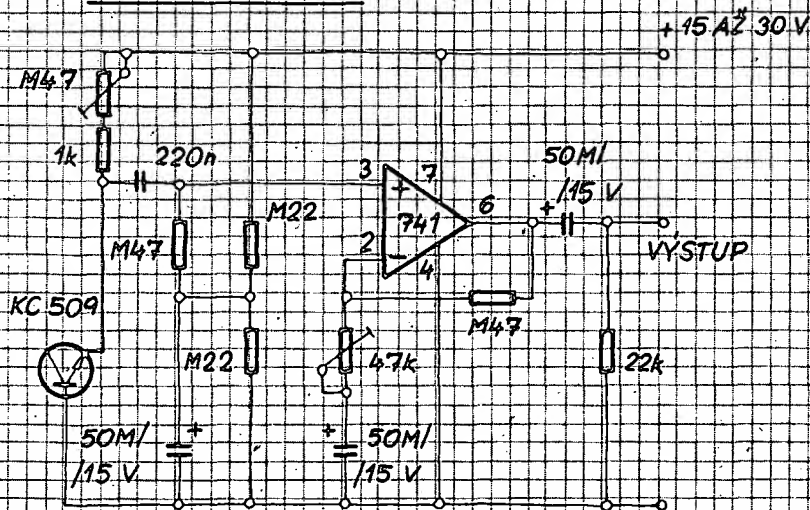 + 15 AŽ 30 V
M47
1k
220n
3
7
50M/
/15 V
+
+
741
6
M22
M47
2
−
4
VÝSTUP
KC 509
M47
M22
47k
22k
50M/
/15 V
+
+
50M/
/15 V